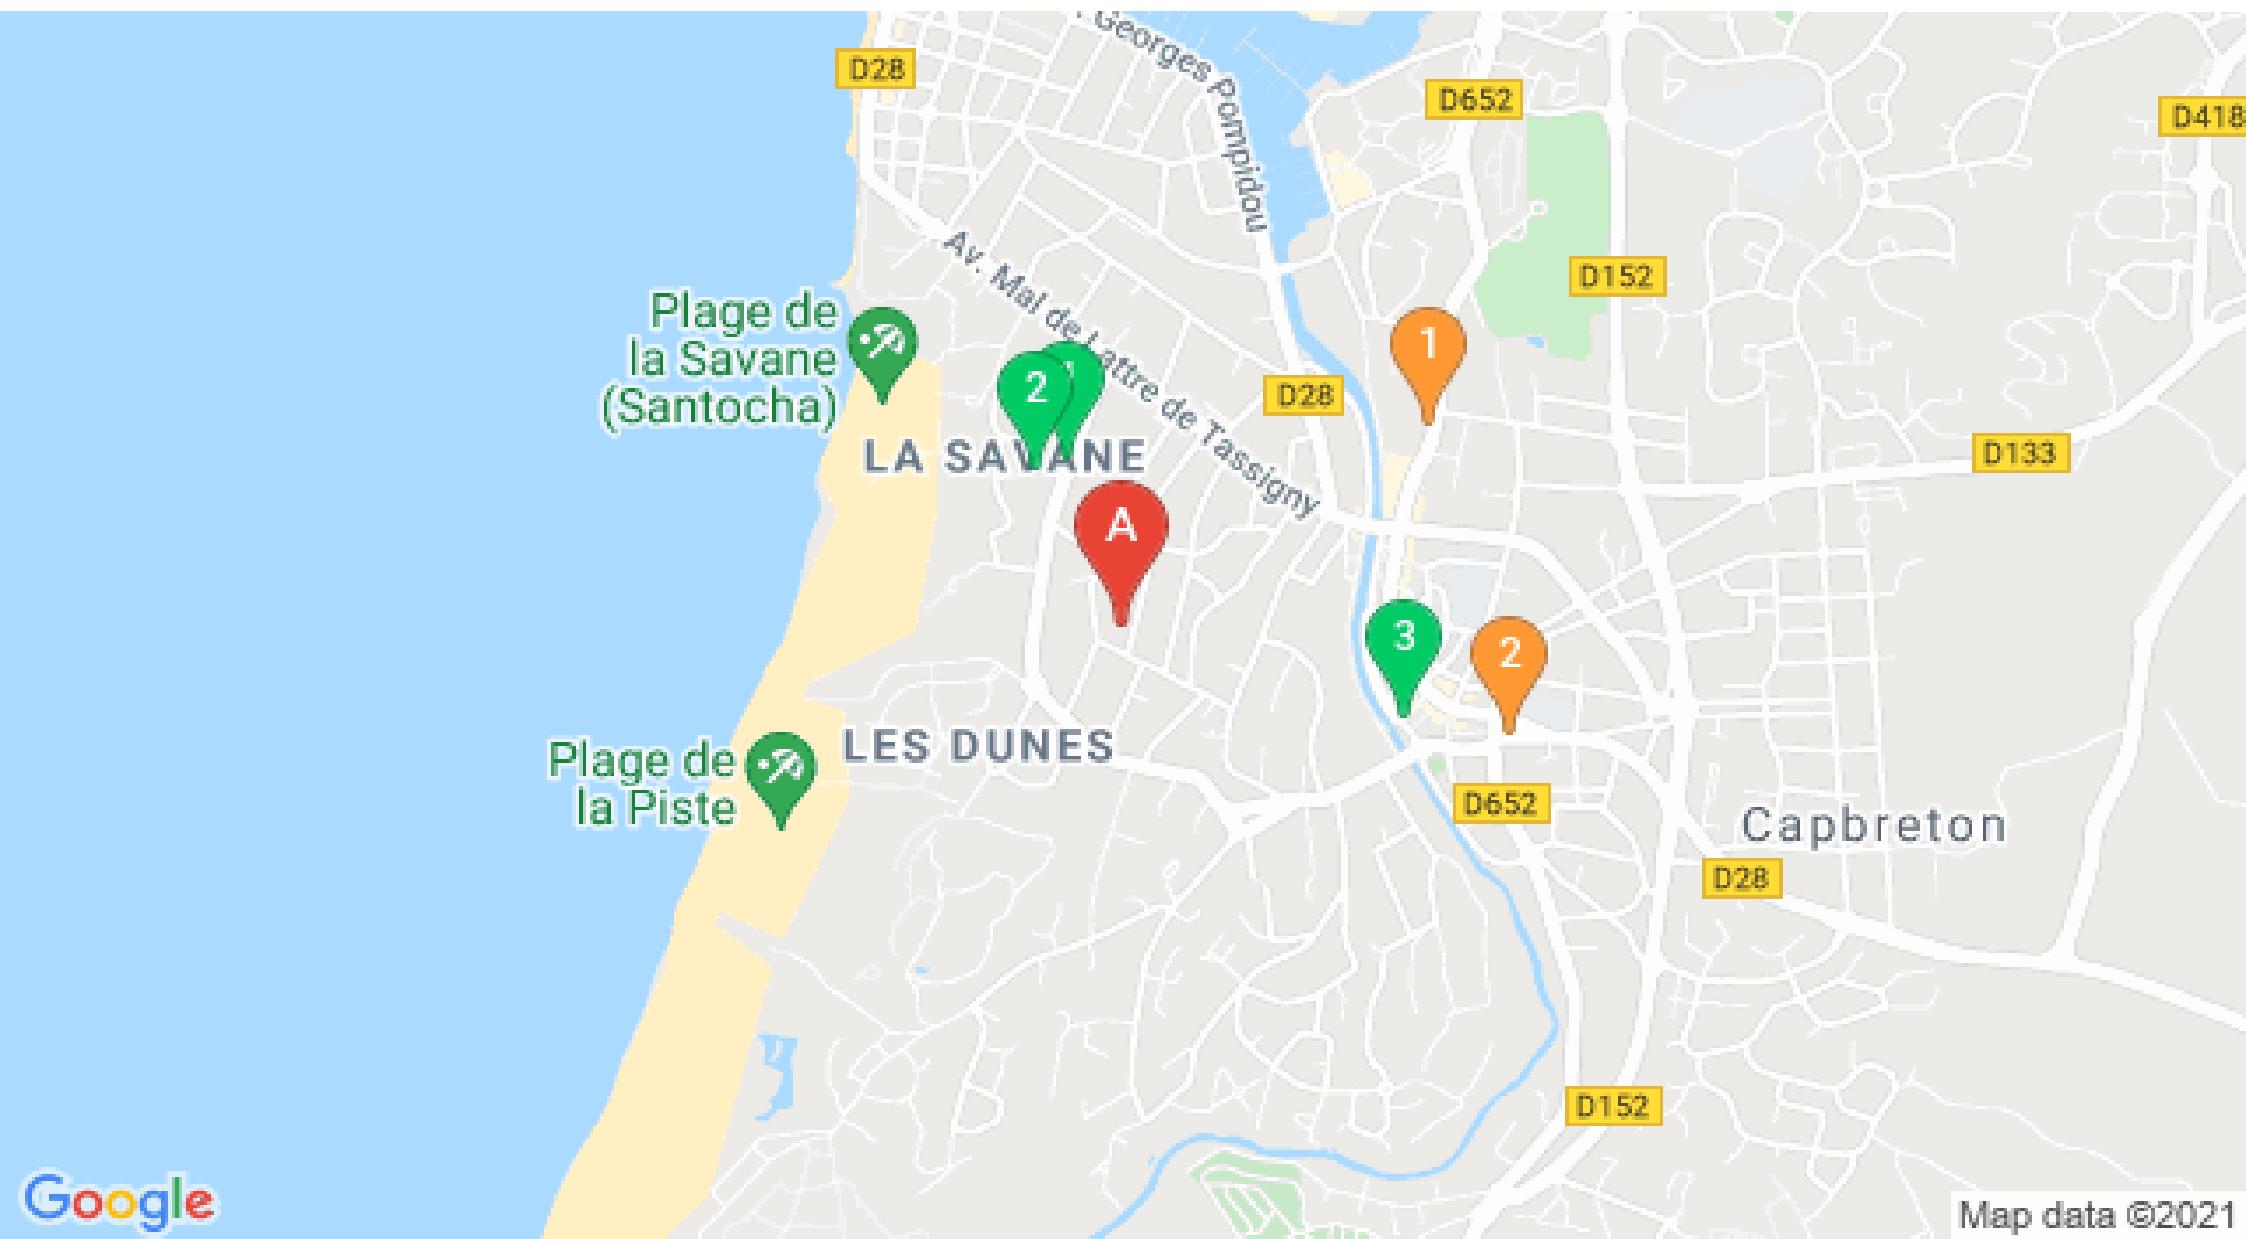 Georges Pompidou
D28
D652
D418
D152
Av. Mal de Lattre de Tassigny
Plage de
la Savane
(Santocha)
1
2
1
D28
LA SAVANE
D133
A
3
2
Plage de
la Piste
LES DUNES
D652
Capbreton
D28
D152
Google
Map data ©2021